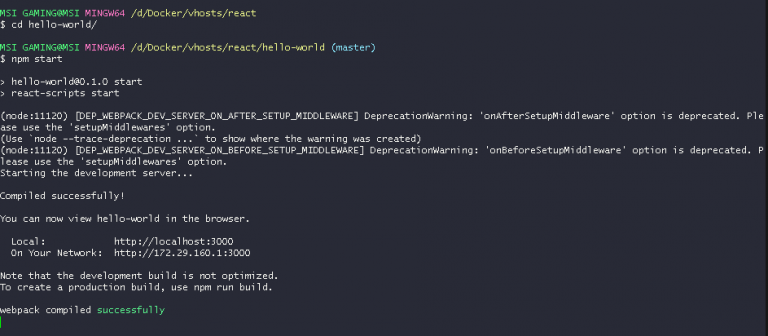 MSI GAMING@MSI MINGW64 /d/Docker/vhosts/react
$ cd hello-world/
MSI GAMING@MSI MINGW64 /d/Docker/vhosts/react/hello-world (master)
$ npm start
> hello-world@0.1.0 start
> react-scripts start
(node:11120) [DEP_WEBPACK_DEV_SERVER_ON_AFTER_SETUP_MIDDLEWARE] DeprecationWarning: 'onAfterSetupMiddleware' option is deprecated. Ple
ase use the 'setupMiddlewares' option.
(Use `node --trace-deprecation ...` to show where the warning was created)
(node:11120) [DEP_WEBPACK_DEV_SERVER_ON_BEFORE_SETUP_MIDDLEWARE] DeprecationWarning: 'onBeforeSetupMiddleware' option is deprecated. P
lease use the 'setupMiddlewares' option.
Starting the development server...
Compiled successfully!
You can now view hello-world in the browser.
Local: http://localhost:3000
On Your Network: http://172.29.160.1:3000
Note that the development build is not optimized.
To create a production build, use npm run build.
webpack compiled successfully